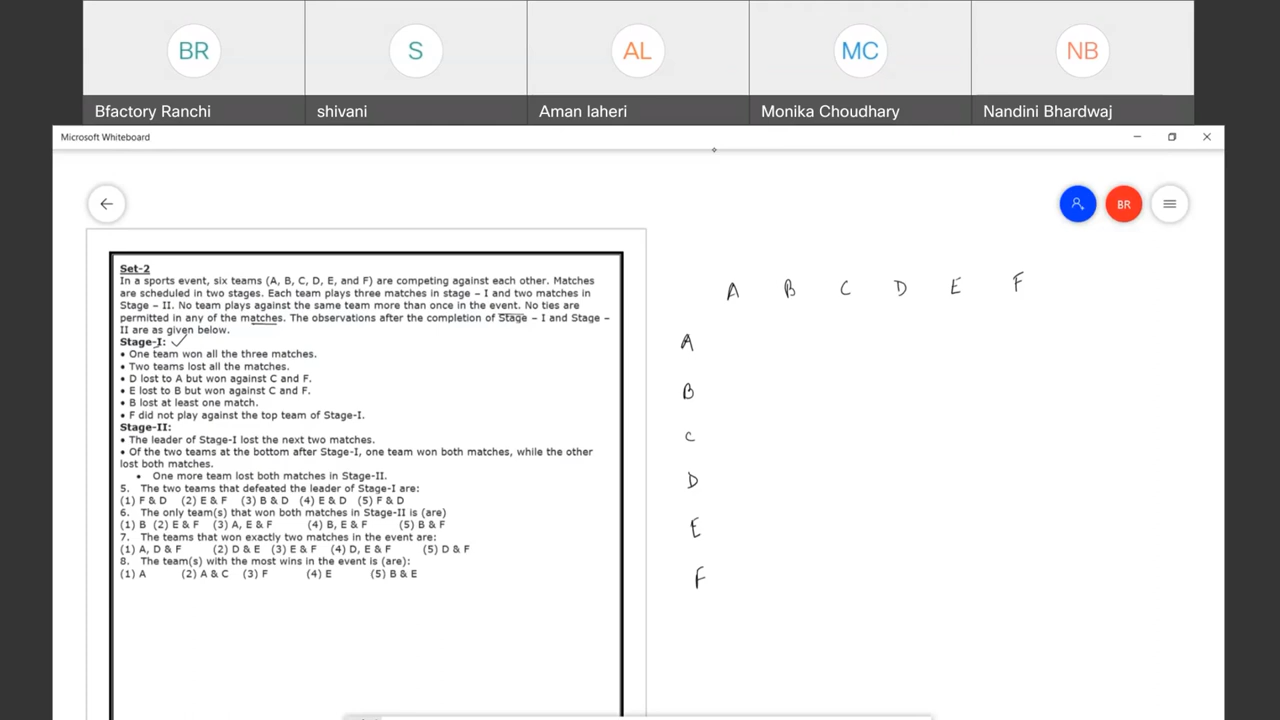 BR S AL MC NB
Bfactory Ranchi shivani Aman laheri Monika Choudhary Nandini Bhardwaj
Microsoft Whiteboard
BR
Set-2
In a sports event, six teams (A, B, C, D, E, and F) are competing against each other. Matches
are scheduled in two stages. Each team plays three matches in stage – I and two matches in
Stage – II. No team plays against the same team more than once in the event. No ties are
permitted in any of the matches. The observations after the completion of Stage – I and Stage –
II are as given below.
Stage-I:
• One team won all the three matches.
• Two teams lost all the matches.
• D lost to A but won against C and F.
• E lost to B but won against C and F.
• B lost at least one match.
• F did not play against the top team of Stage-I.
Stage-II:
• The leader of Stage-I lost the next two matches.
• Of the two teams at the bottom after Stage-I, one team won both matches, while the other
lost both matches.
• One more team lost both matches in Stage-II.
5. The two teams that defeated the leader of Stage-I are:
(1) F & D (2) E & F (3) B & D (4) E & D (5) F & D
6. The only team(s) that won both matches in Stage-II is (are)
(1) B (2) E & F (3) A, E & F (4) B, E & F (5) B & F
7. The teams that won exactly two matches in the event are:
(1) A, D & F (2) D & E (3) E & F (4) D, E & F (5) D & F
8. The team(s) with the most wins in the event is (are):
(1) A (2) A & C (3) F (4) E (5) B & E
A B C D E F
A
B
C
D
E
F